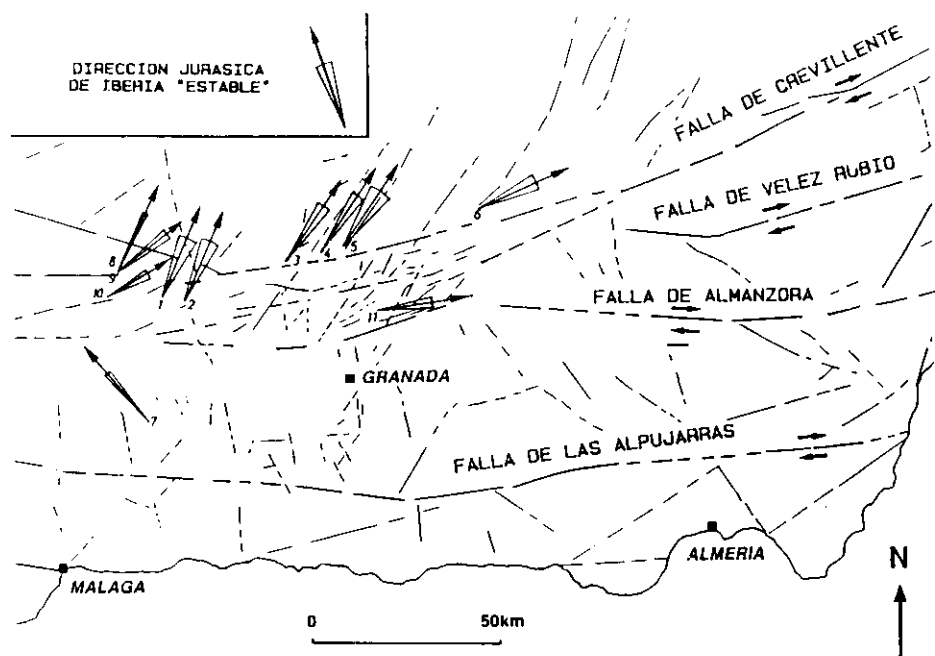 DIRECCION JURASICA
DE IBERIA "ESTABLE"
FALLA DE CREVILLENTE
FALLA DE VELEZ RUBIO
FALLA DE ALMANZORA
FALLA DE LAS ALPUJARRAS
8
9
10
1
2
3
4
5
6
11
7
GRANADA
MALAGA
ALMERIA
N
0 50km